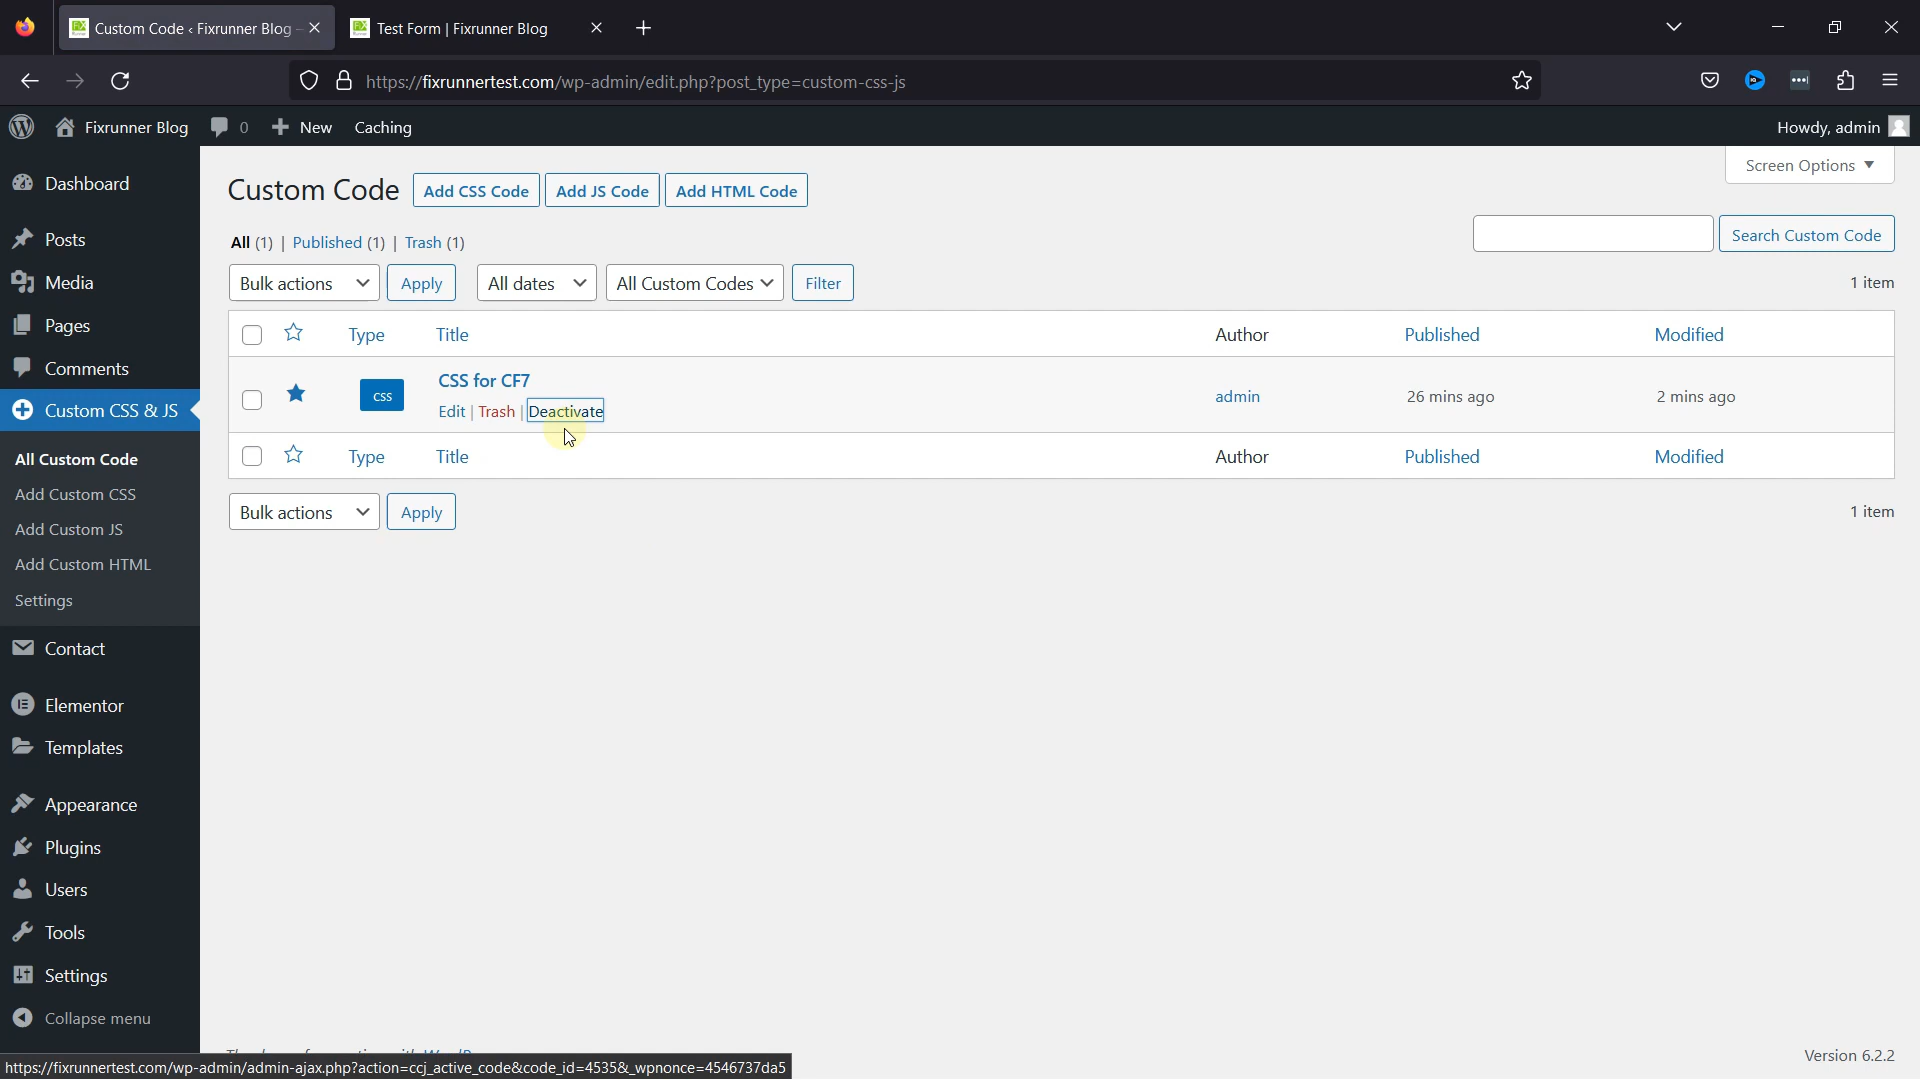 Custom Code ‹ Fixrunner Blog –
Test Form | Fixrunner Blog
https://fixrunnertest.com/wp-admin/edit.php?post_type=custom-css-js
Fixrunner Blog 0 New Caching Howdy, admin
Screen Options
Dashboard
Posts
Media
Pages
Comments
Custom CSS & JS
All Custom Code
Add Custom CSS
Add Custom JS
Add Custom HTML
Settings
Contact
Elementor
Templates
Appearance
Plugins
Users
Tools
Settings
Collapse menu
Custom Code Add CSS Code Add JS Code Add HTML Code
All (1) | Published (1) | Trash (1)
Search Custom Code
Bulk actions Apply All dates All Custom Codes Filter 1 item
Type Title Author Published Modified
css CSS for CF7 admin 26 mins ago 2 mins ago
Edit | Trash | Deactivate
Type Title Author Published Modified
Bulk actions Apply 1 item
Version 6.2.2
https://fixrunnertest.com/wp-admin/admin-ajax.php?action=ccj_active_code&code_id=4535&_wpnonce=4546737da5